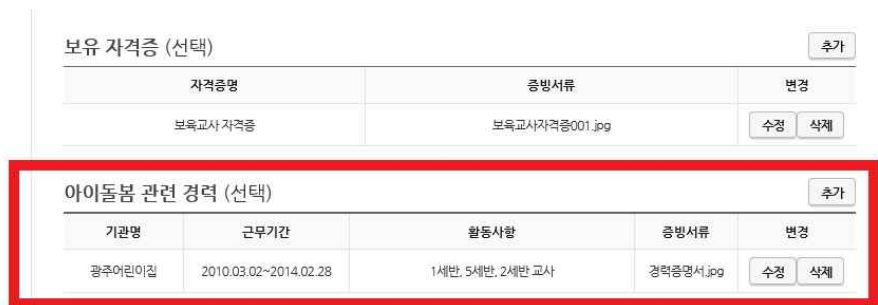 보유 자격증 (선택) 추가
자격증명 증빙서류 변경
보육교사 자격증 보육교사자격증001.jpg 수정 삭제
아이돌봄 관련 경력 (선택) 추가
기관명 근무기간 활동사항 증빙서류 변경
광주어린이집 2010.03.02~2014.02.28 1세반, 5세반, 2세반 교사 경력증명서.jpg 수정 삭제